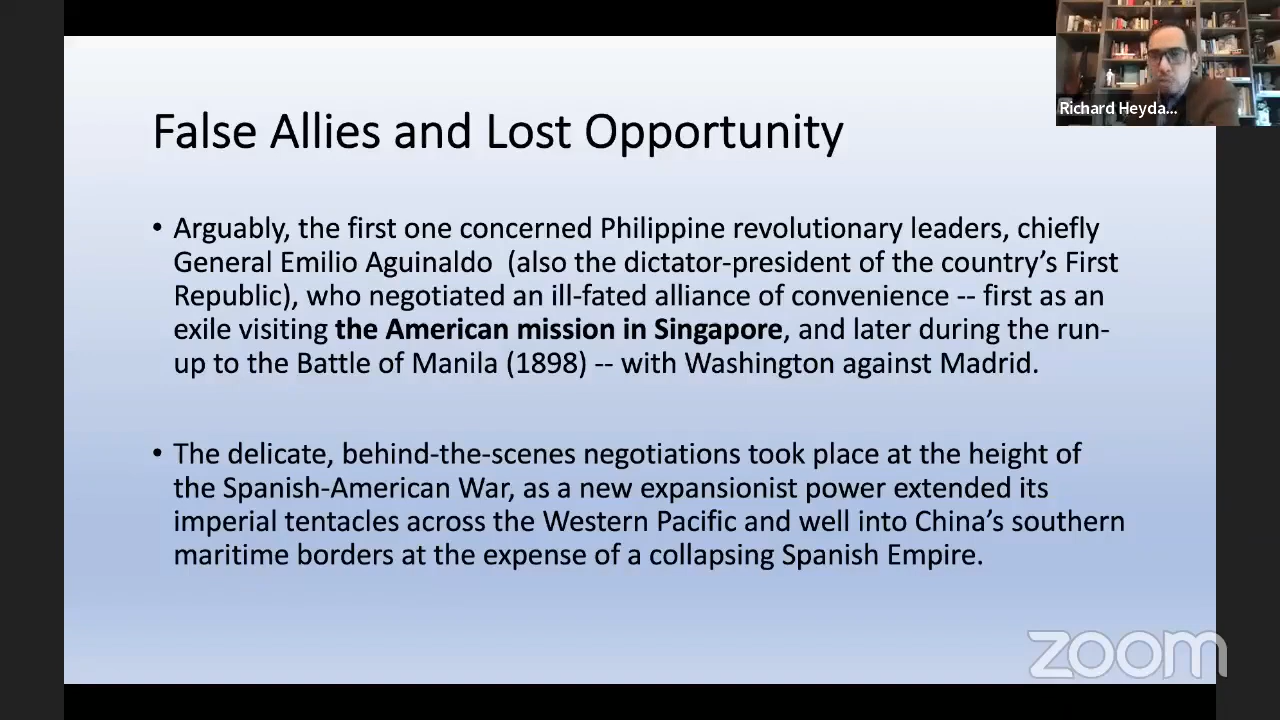 Richard Heyda...
False Allies and Lost Opportunity
• Arguably, the first one concerned Philippine revolutionary leaders, chiefly
General Emilio Aguinaldo (also the dictator-president of the country’s First
Republic), who negotiated an ill-fated alliance of convenience -- first as an
exile visiting the American mission in Singapore, and later during the run-
up to the Battle of Manila (1898) -- with Washington against Madrid.
• The delicate, behind-the-scenes negotiations took place at the height of
the Spanish-American War, as a new expansionist power extended its
imperial tentacles across the Western Pacific and well into China’s southern
maritime borders at the expense of a collapsing Spanish Empire.
zoom